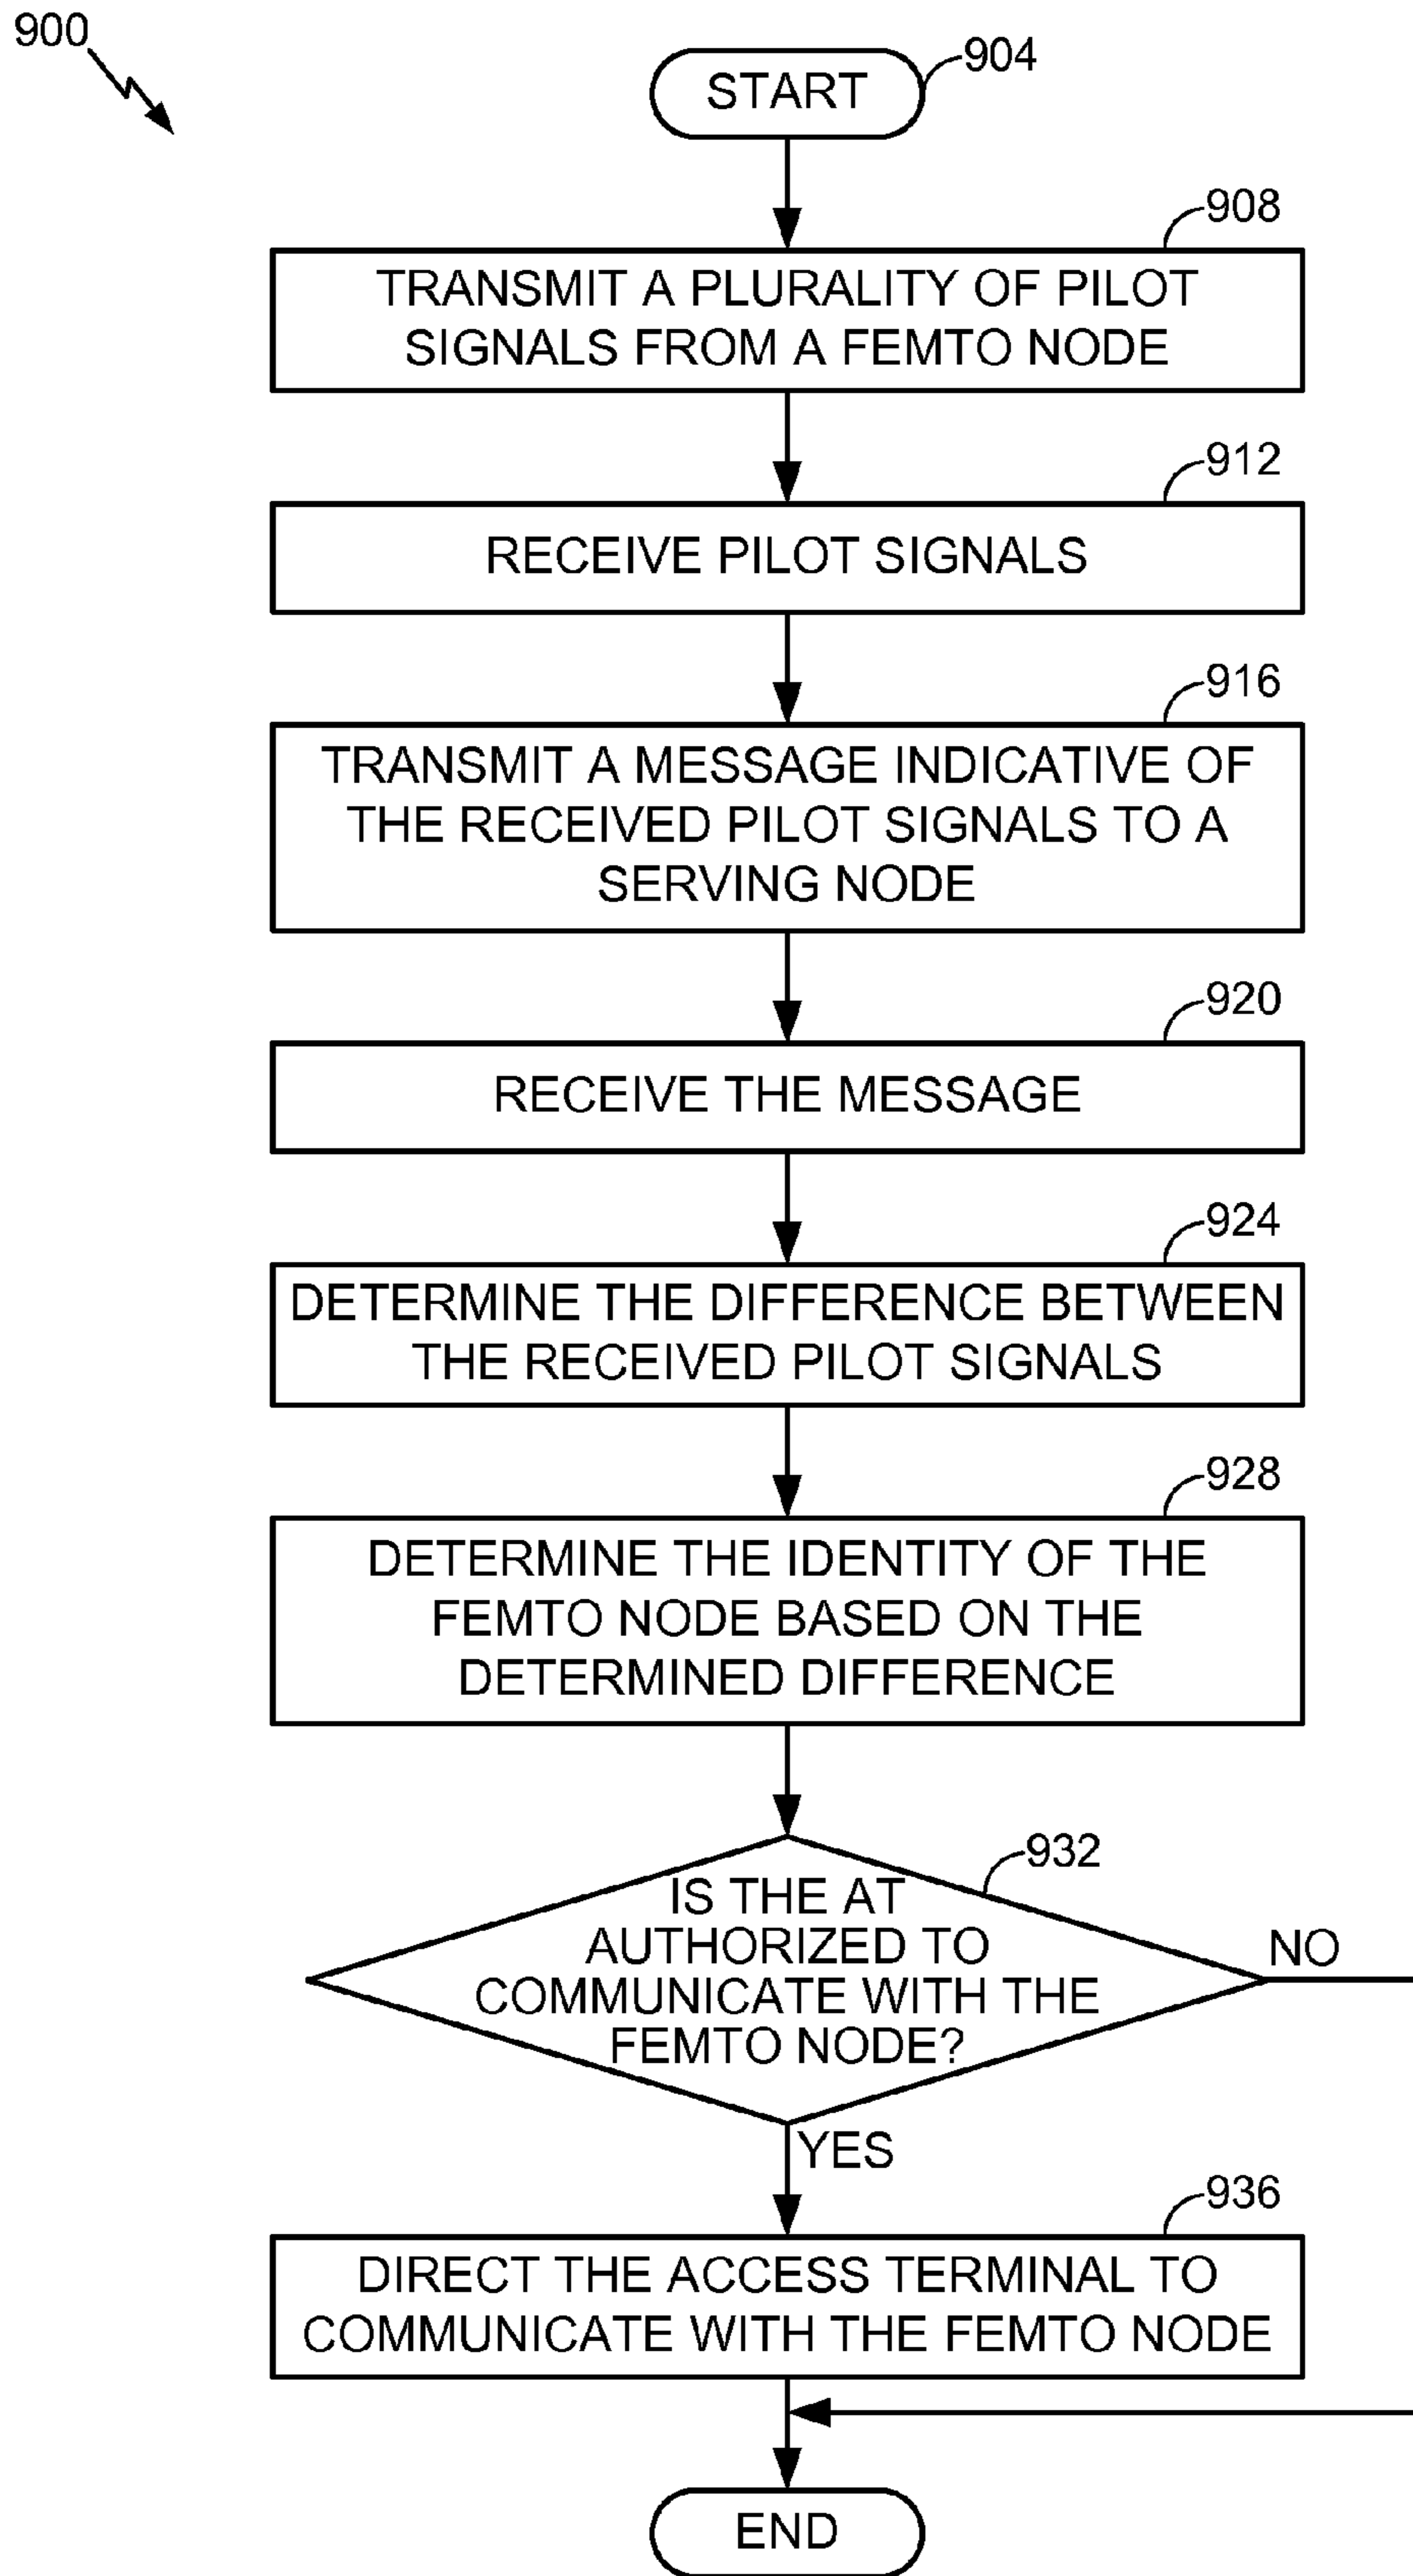 900
START
904
908
TRANSMIT A PLURALITY OF PILOT
SIGNALS FROM A FEMTO NODE
912
RECEIVE PILOT SIGNALS
916
TRANSMIT A MESSAGE INDICATIVE OF
THE RECEIVED PILOT SIGNALS TO A
SERVING NODE
920
RECEIVE THE MESSAGE
924
DETERMINE THE DIFFERENCE BETWEEN
THE RECEIVED PILOT SIGNALS
928
DETERMINE THE IDENTITY OF THE
FEMTO NODE BASED ON THE
DETERMINED DIFFERENCE
932
IS THE AT
AUTHORIZED TO
COMMUNICATE WITH THE
FEMTO NODE?
NO
YES
936
DIRECT THE ACCESS TERMINAL TO
COMMUNICATE WITH THE FEMTO NODE
END